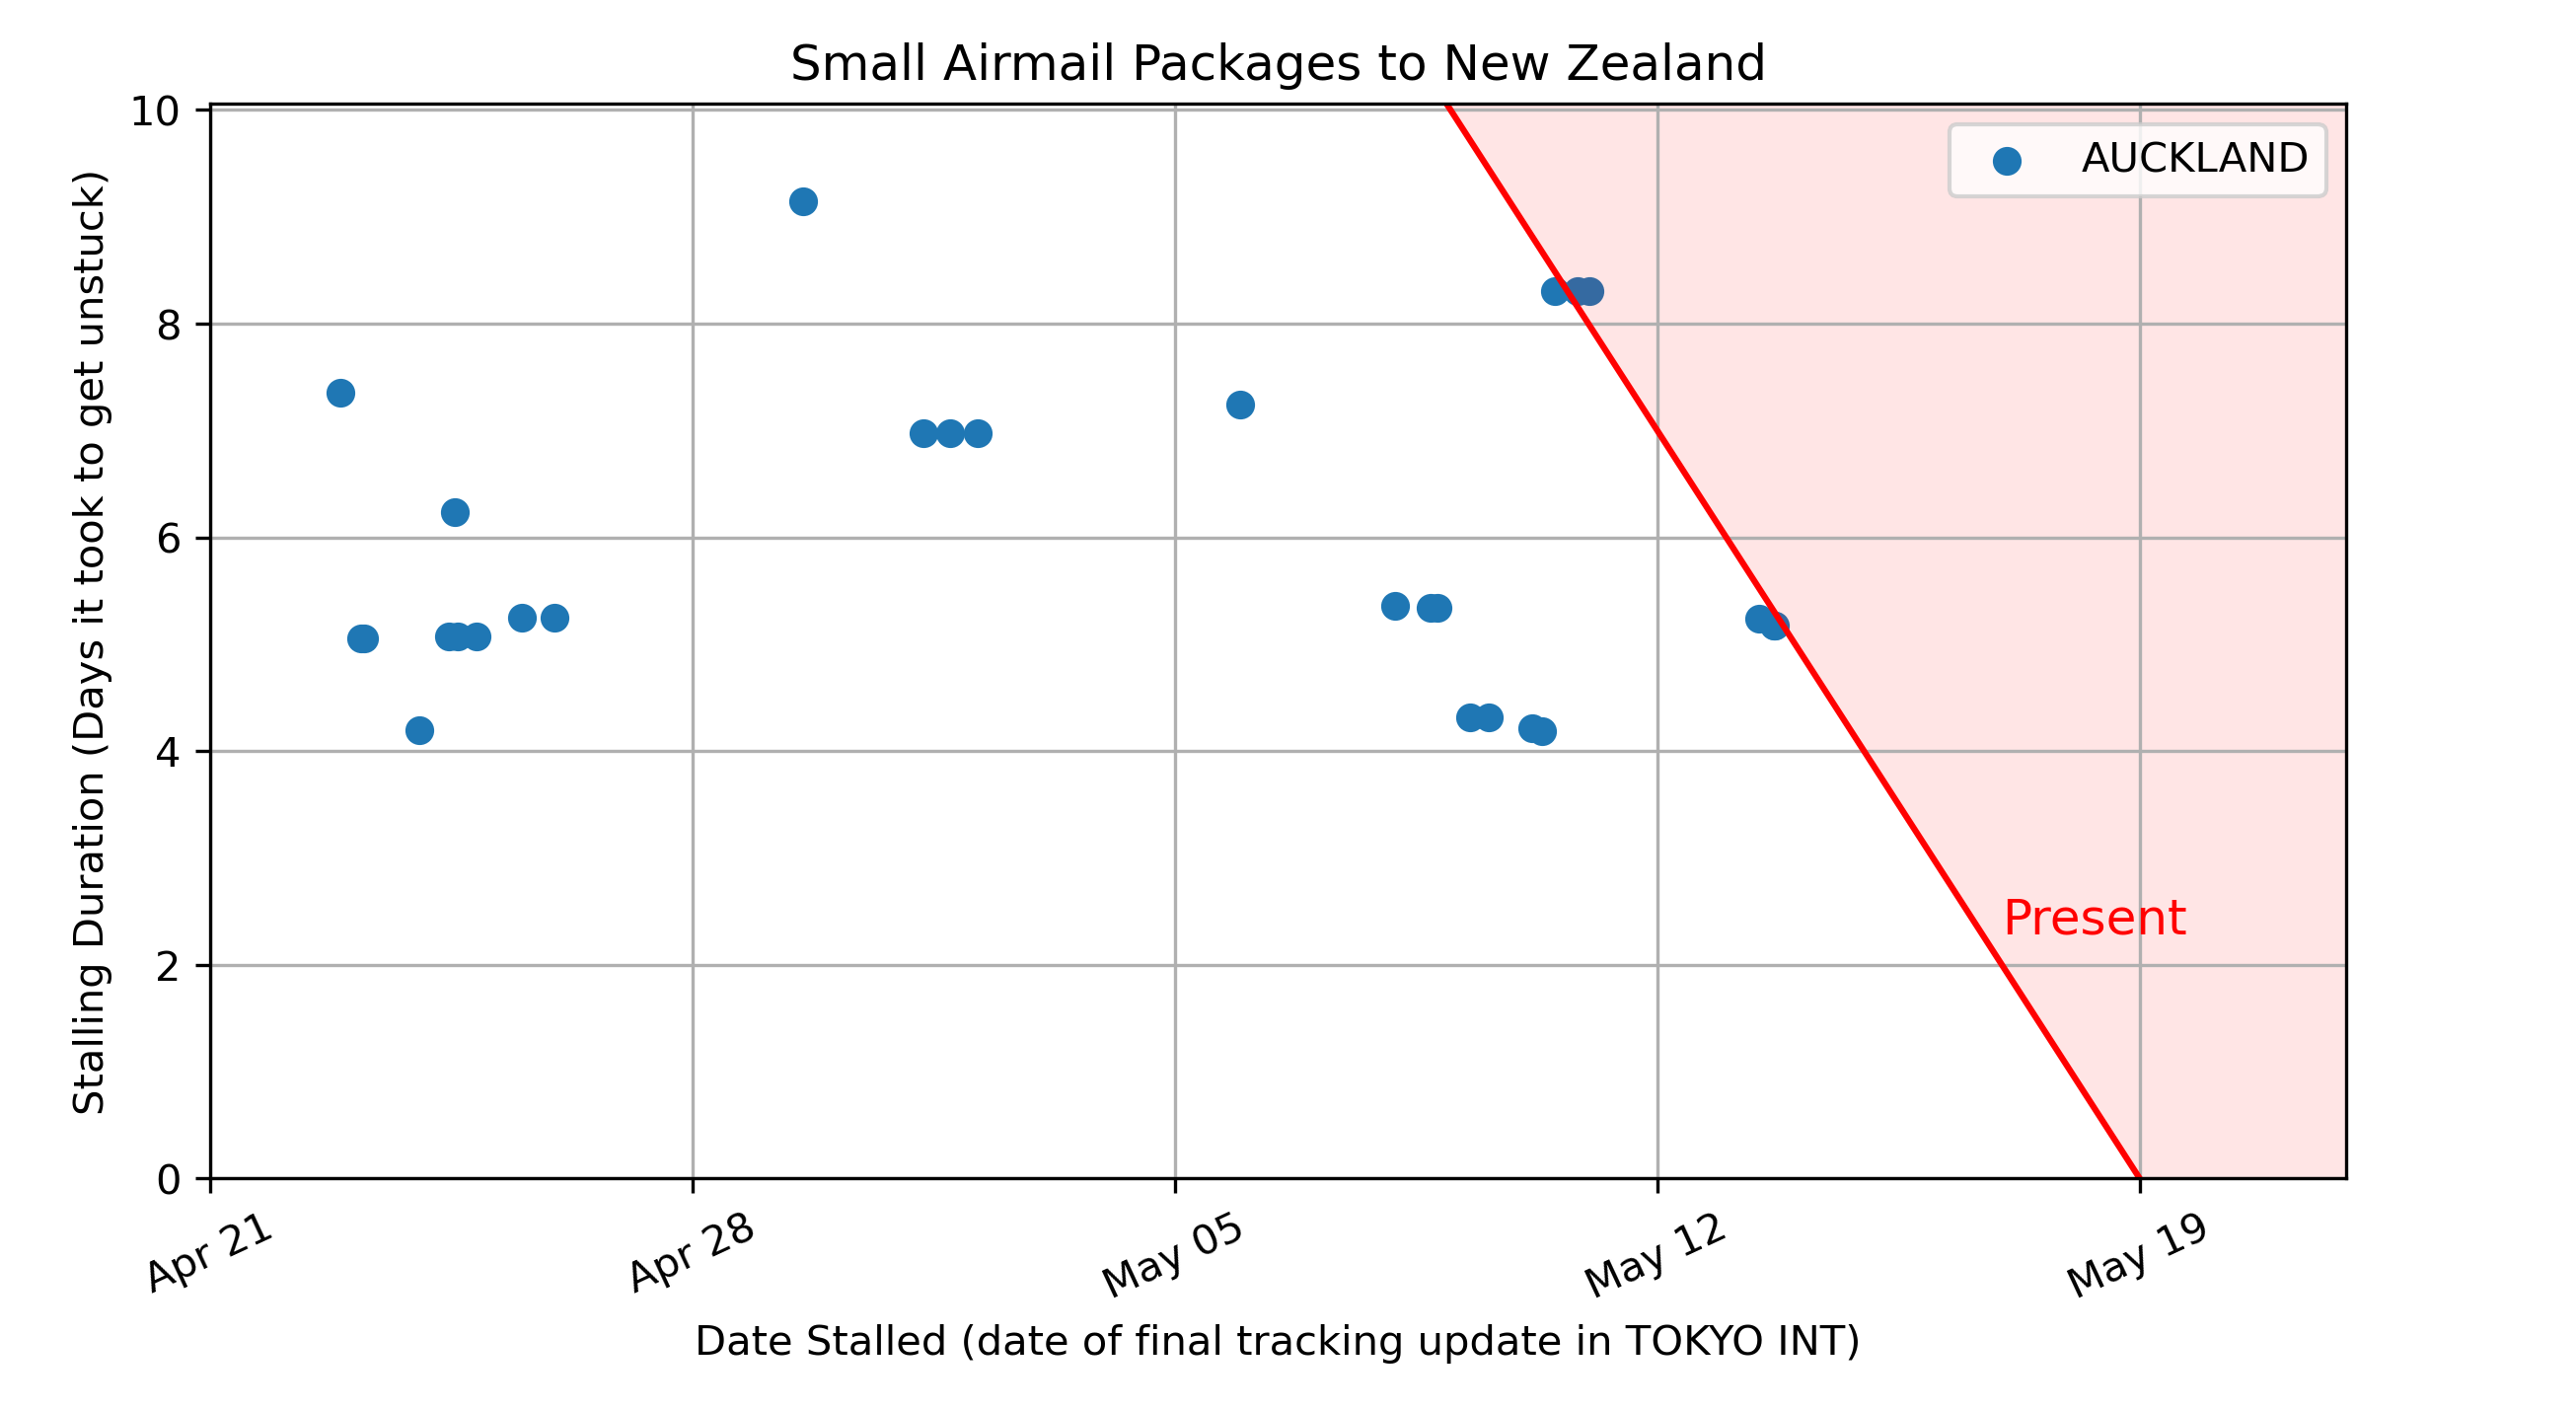 Small Airmail Packages to New Zealand
Stalling Duration (Days it took to get unstuck)
10
8
6
4
2
0
AUCKLAND
Present
Apr 21
Apr 28
May 05
May 12
May 19
Date Stalled (date of final tracking update in TOKYO INT)